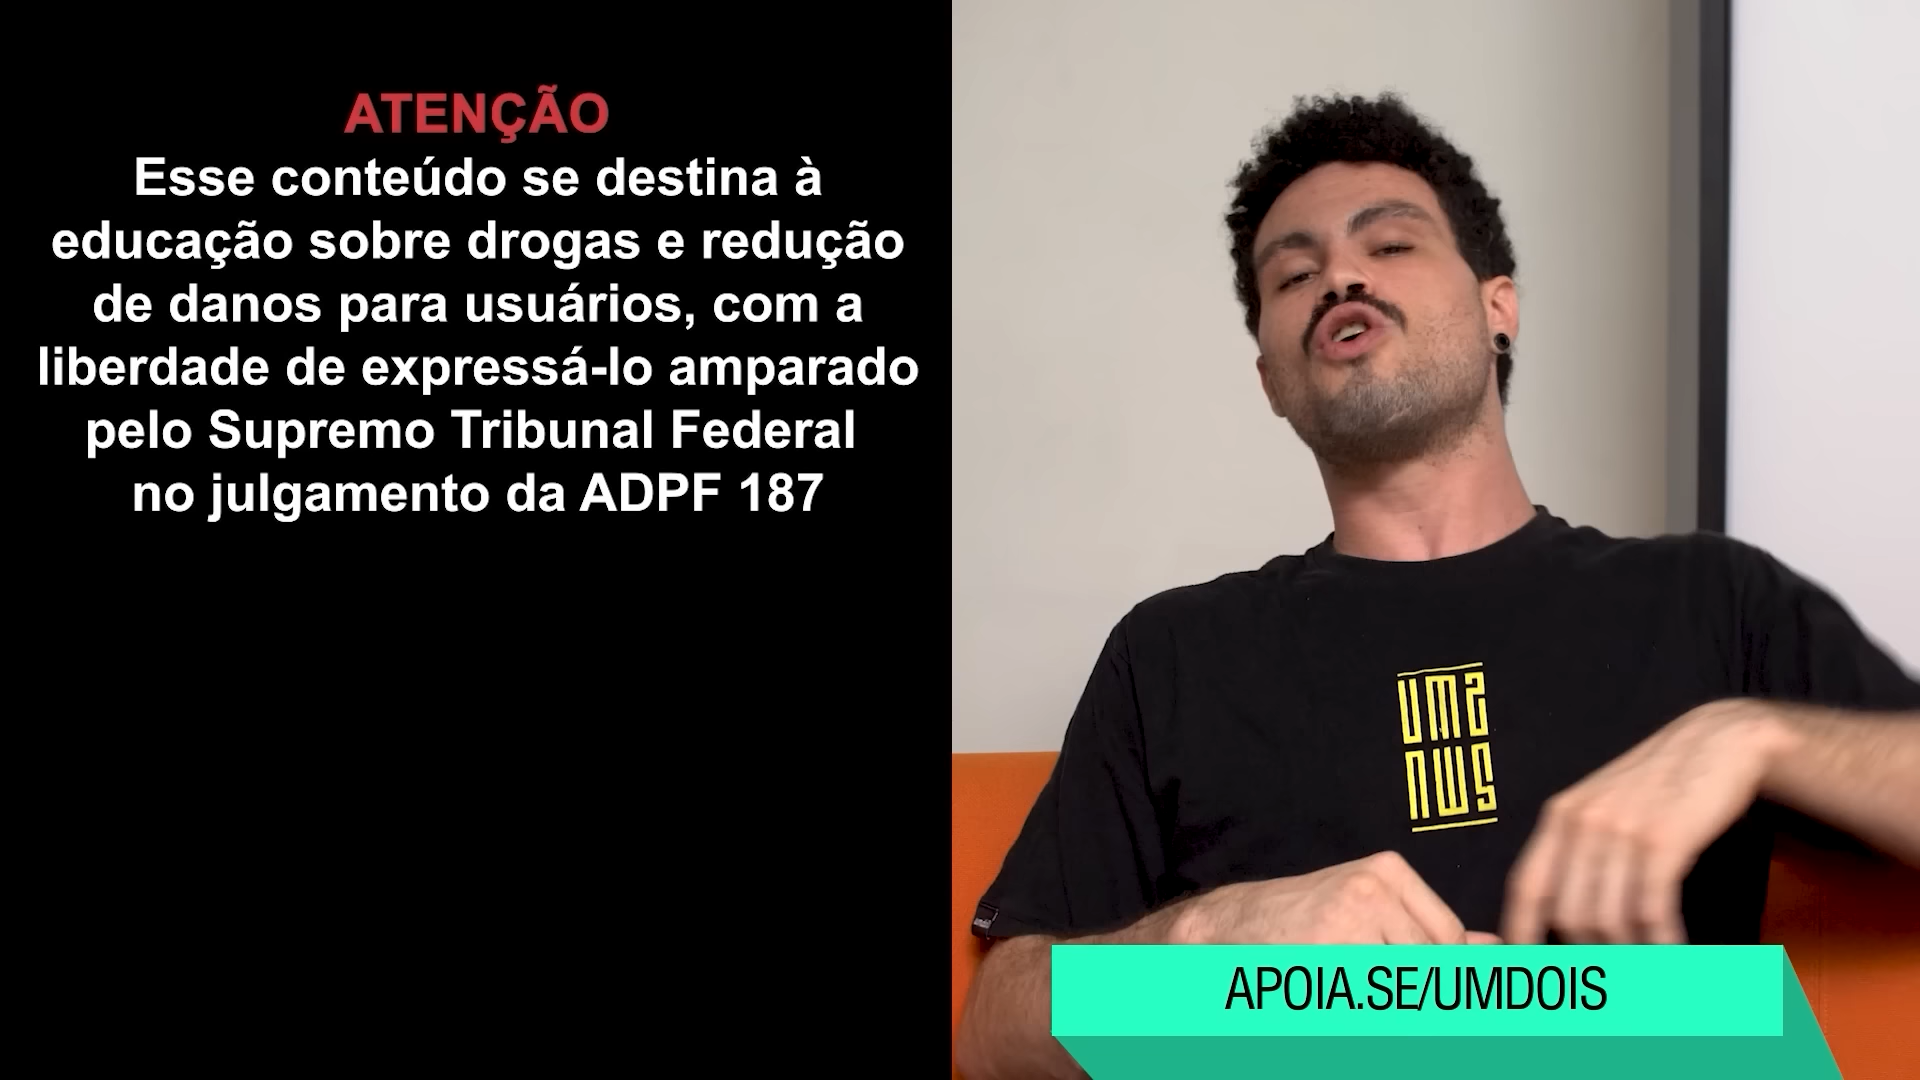 ATENÇÃO
Esse conteúdo se destina à
educação sobre drogas e redução
de danos para usuários, com a
liberdade de expressá-lo amparado
pelo Supremo Tribunal Federal
no julgamento da ADPF 187
UM2
APOIA.SE/UMDOIS